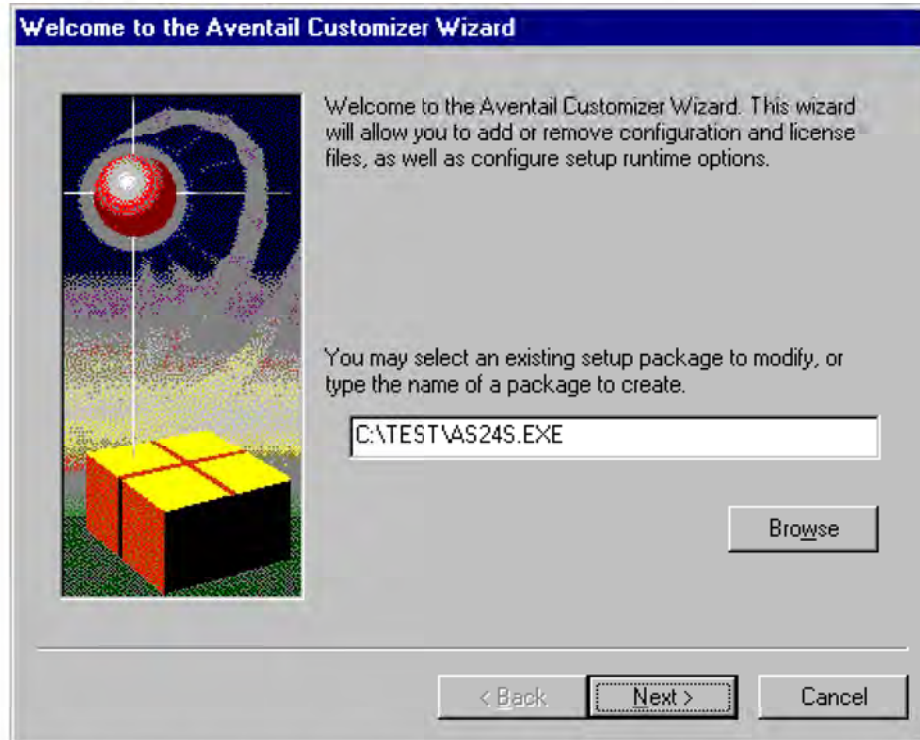 Welcome to the Aventail Customizer Wizard
Welcome to the Aventail Customizer Wizard. This wizard
will allow you to add or remove configuration and license
files, as well as configure setup runtime options.
You may select an existing setup package to modify, or
type the name of a package to create.
C:\TEST\AS24S.EXE
Browse
< Back
Next >
Cancel